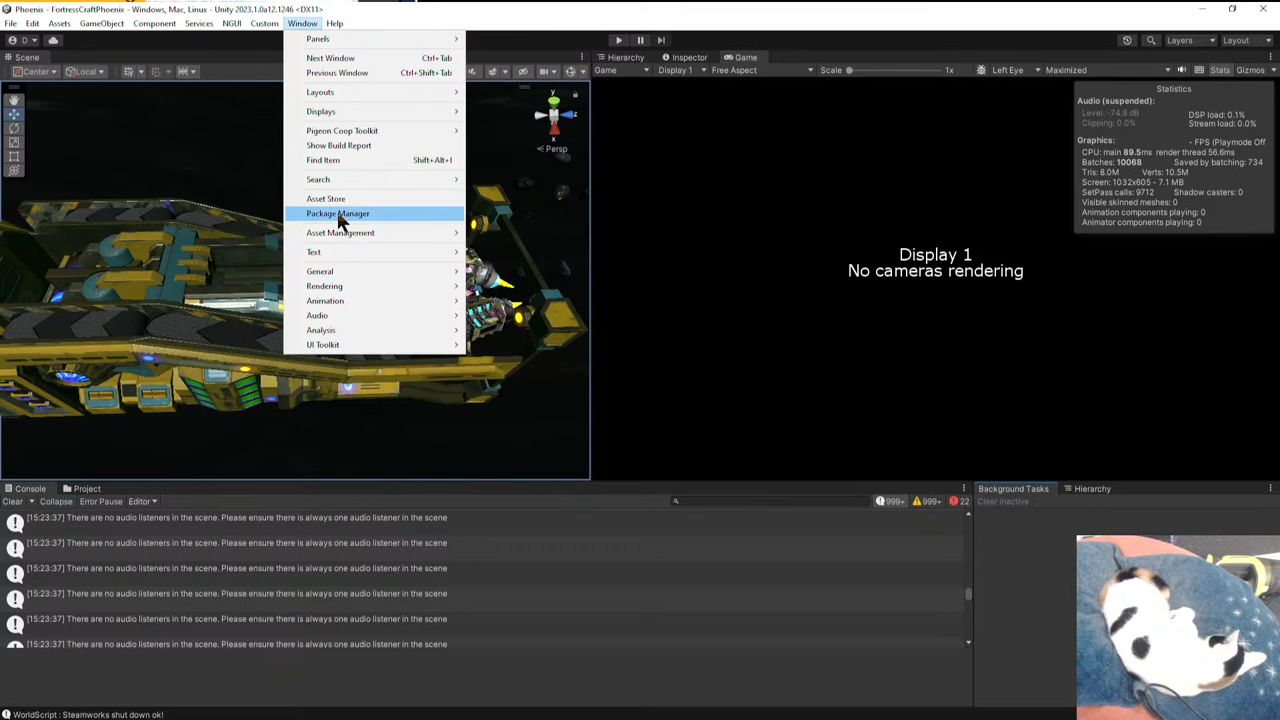 Phoenix - FortressCraftPhoenix - Windows, Mac, Linux - Unity 2023.1.0a12.1246 <DX11>
File Edit Assets GameObject Component Services NGUI Custom Window Help
D
Layers Layout
Scene
Hierarchy Inspector Game
Center Local
Game Display 1 Free Aspect Scale 1x Left Eye Maximized Stats Gizmos
Panels
Next Window Ctrl+Tab
Previous Window Ctrl+Shift+Tab
Layouts
Displays
Pigeon Coop Toolkit
Show Build Report
Find Item Shift+Alt+I
Search
Asset Store
Package Manager
Asset Management
Text
General
Rendering
Animation
Audio
Analysis
UI Toolkit
y
z
x
Persp
Statistics
Audio (suspended):
Level: -74.8 dB DSP load: 0.1%
Clipping: 0.0% Stream load: 0.0%
Graphics: - FPS (Playmode Off
CPU: main 89.5ms render thread 56.6ms
Batches: 10068 Saved by batching: 734
Tris: 8.0M Verts: 10.5M
Screen: 1032x605 - 7.1 MB
SetPass calls: 9712 Shadow casters: 0
Visible skinned meshes: 0
Animation components playing: 0
Animator components playing: 0
Display 1
No cameras rendering
Console Project
Clear Collapse Error Pause Editor 999+ 999+ 22
[15:23:37] There are no audio listeners in the scene. Please ensure there is always one audio listener in the scene
[15:23:37] There are no audio listeners in the scene. Please ensure there is always one audio listener in the scene
[15:23:37] There are no audio listeners in the scene. Please ensure there is always one audio listener in the scene
[15:23:37] There are no audio listeners in the scene. Please ensure there is always one audio listener in the scene
[15:23:37] There are no audio listeners in the scene. Please ensure there is always one audio listener in the scene
[15:23:37] There are no audio listeners in the scene. Please ensure there is always one audio listener in the scene
Background Tasks Hierarchy
Clear Inactive
WorldScript : Steamworks shut down ok!